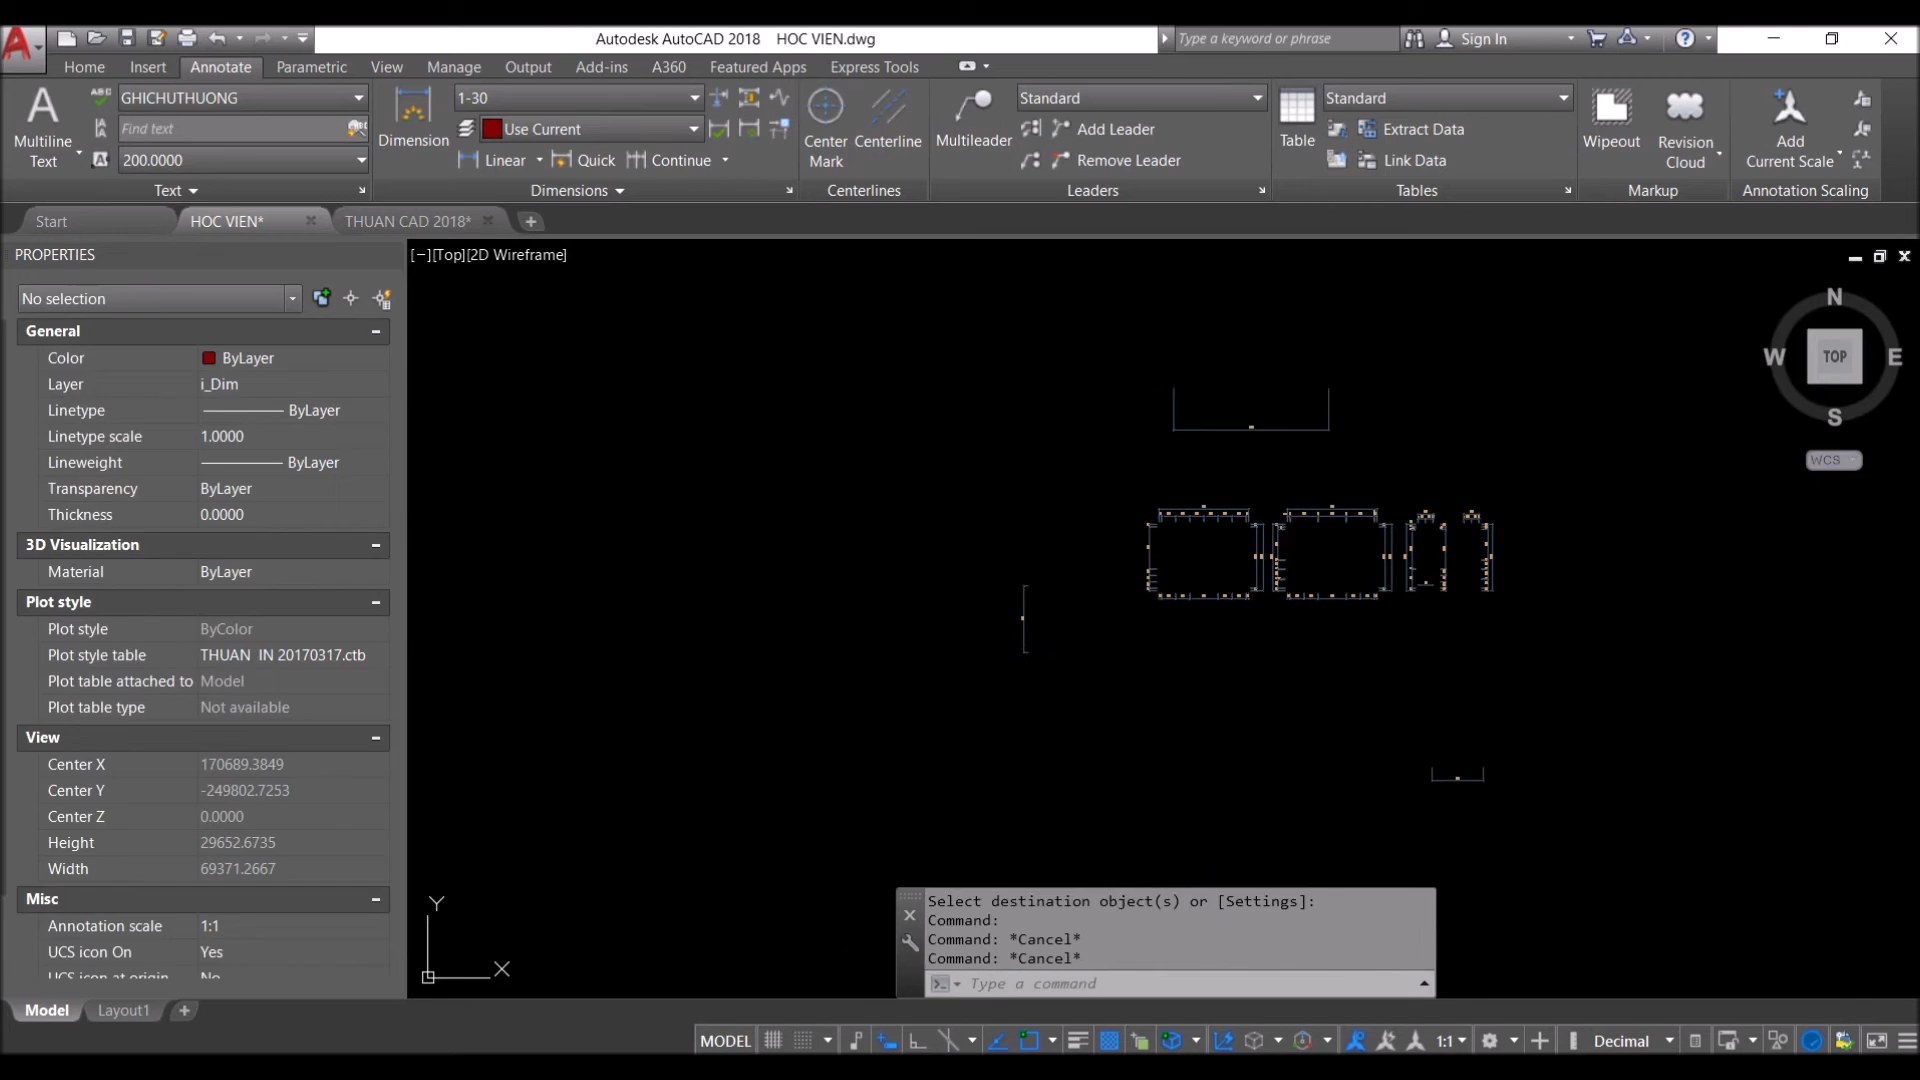 Autodesk AutoCAD 2018 HOC VIEN.dwg
Type a keyword or phrase
Sign In
Home Insert Annotate Parametric View Manage Output Add-ins A360 Featured Apps Express Tools
Multiline Text
GHICHUTHUONG
Find text
200.0000
Text
Dimension
1-30
Use Current
Linear Quick Continue
Dimensions
Center Mark
Centerline
Centerlines
Multileader
Standard
Add Leader
Remove Leader
Leaders
Table
Standard
Extract Data
Link Data
Tables
Wipeout
Revision Cloud
Markup
Add Current Scale
Annotation Scaling
Start
HOC VIEN*
THUAN CAD 2018*
PROPERTIES
[−][Top][2D Wireframe]
No selection
General
Color ByLayer
Layer i_Dim
Linetype ByLayer
Linetype scale 1.0000
Lineweight ByLayer
Transparency ByLayer
Thickness 0.0000
3D Visualization
Material ByLayer
Plot style
Plot style ByColor
Plot style table THUAN IN 20170317.ctb
Plot table attached to Model
Plot table type Not available
View
Center X 170689.3849
Center Y -249802.7253
Center Z 0.0000
Height 29652.6735
Width 69371.2667
Misc
Annotation scale 1:1
UCS icon On Yes
UCS icon at origin No
N
W TOP E
S
WCS
Y
X
Select destination object(s) or [Settings]:
Command:
Command: *Cancel*
Command: *Cancel*
Type a command
Model Layout1
MODEL 1:1 Decimal